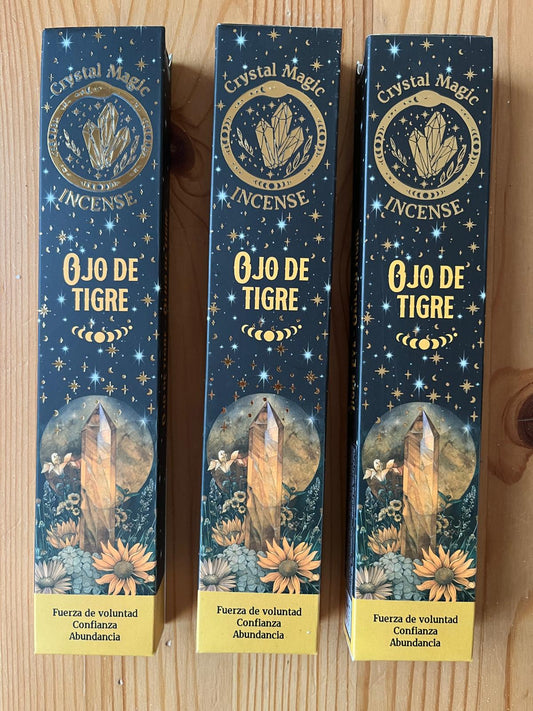 Crystal Magic
INCENSE
OJO DE
TIGRE
Fuerza de voluntad
Confianza
Abundancia
Crystal Magic
INCENSE
OJO DE
TIGRE
Fuerza de voluntad
Confianza
Abundancia
Crystal Magic
INCENSE
OJO DE
TIGRE
Fuerza de voluntad
Confianza
Abundancia